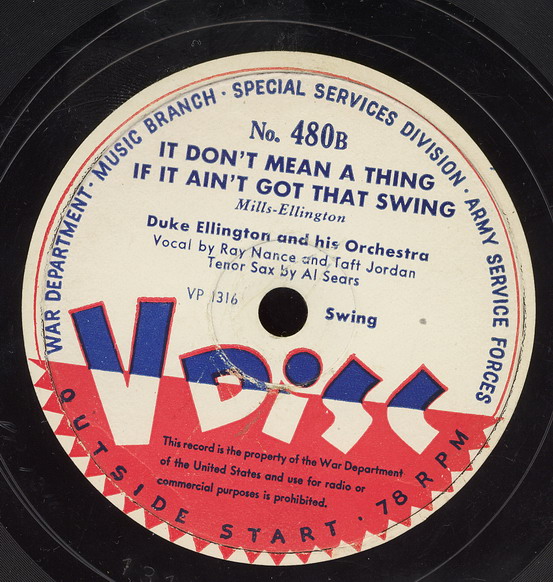 WAR DEPARTMENT · MUSIC BRANCH · SPECIAL SERVICES DIVISION · ARMY SERVICE FORCES
No. 480B
IT DON'T MEAN A THING
IF IT AIN'T GOT THAT SWING
Mills-Ellington
Duke Ellington and his Orchestra
Vocal by Ray Nance and Taft Jordan
Tenor Sax by Al Sears
VP 1316
Swing
V DISC
This record is the property of the War Department
of the United States and use for radio or
commercial purposes is prohibited.
OUTSIDE START · 78 RPM